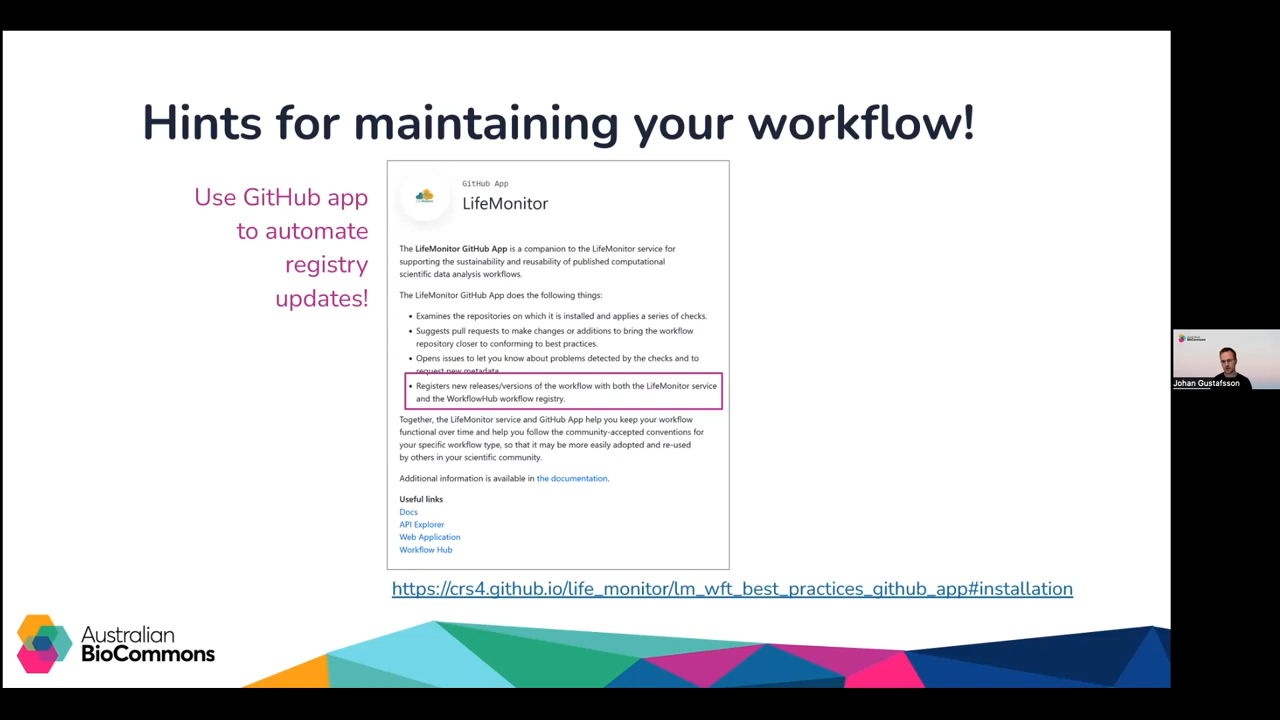 Hints for maintaining your workflow!
Use GitHub app
to automate
registry
updates!
GitHub App
LifeMonitor
The LifeMonitor GitHub App is a companion to the LifeMonitor service for
supporting the sustainability and reusability of published computational
scientific data analysis workflows.
The LifeMonitor GitHub App does the following things:
• Examines the repositories on which it is installed and applies a series of checks.
• Suggests pull requests to make changes or additions to bring the workflow
repository closer to conforming to best practices.
• Opens issues to let you know about problems detected by the checks and to
request new metadata.
• Registers new releases/versions of the workflow with both the LifeMonitor service
and the WorkflowHub workflow registry.
Together, the LifeMonitor service and GitHub App help you keep your workflow
functional over time and help you follow the community-accepted conventions for
your specific workflow type, so that it may be more easily adopted and re-used
by others in your scientific community.
Additional information is available in the documentation.
Useful links
Docs
API Explorer
Web Application
Workflow Hub
https://crs4.github.io/life_monitor/lm_wft_best_practices_github_app#installation
Australian
BioCommons
Johan Gustafsson